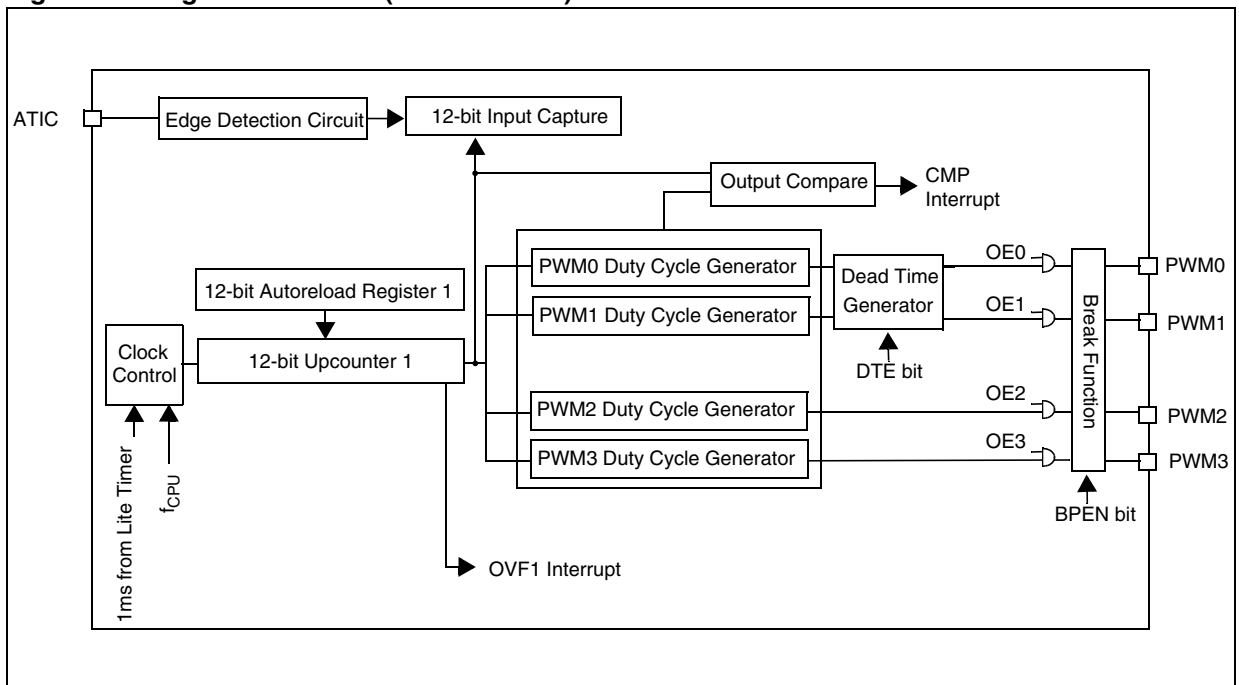 ATIC
Edge Detection Circuit
12-bit Input Capture
Output Compare
CMP
Interrupt
PWM0 Duty Cycle Generator
PWM1 Duty Cycle Generator
12-bit Autoreload Register 1
Clock
Control
12-bit Upcounter 1
Dead Time
Generator
DTE bit
OE0
OE1
OE2
OE3
Break Function
PWM0
PWM1
PWM2
PWM3
PWM2 Duty Cycle Generator
PWM3 Duty Cycle Generator
BPEN bit
1ms from Lite Timer
fCPU
OVF1 Interrupt